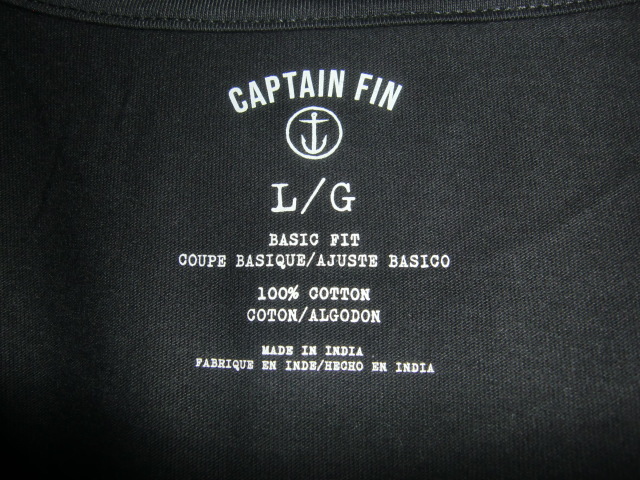 CAPTAIN FIN
L/G
BASIC FIT
COUPE BASIQUE/AJUSTE BASICO
100% COTTON
COTON/ALGODON
MADE IN INDIA
FABRIQUE EN INDE/HECHO EN INDIA